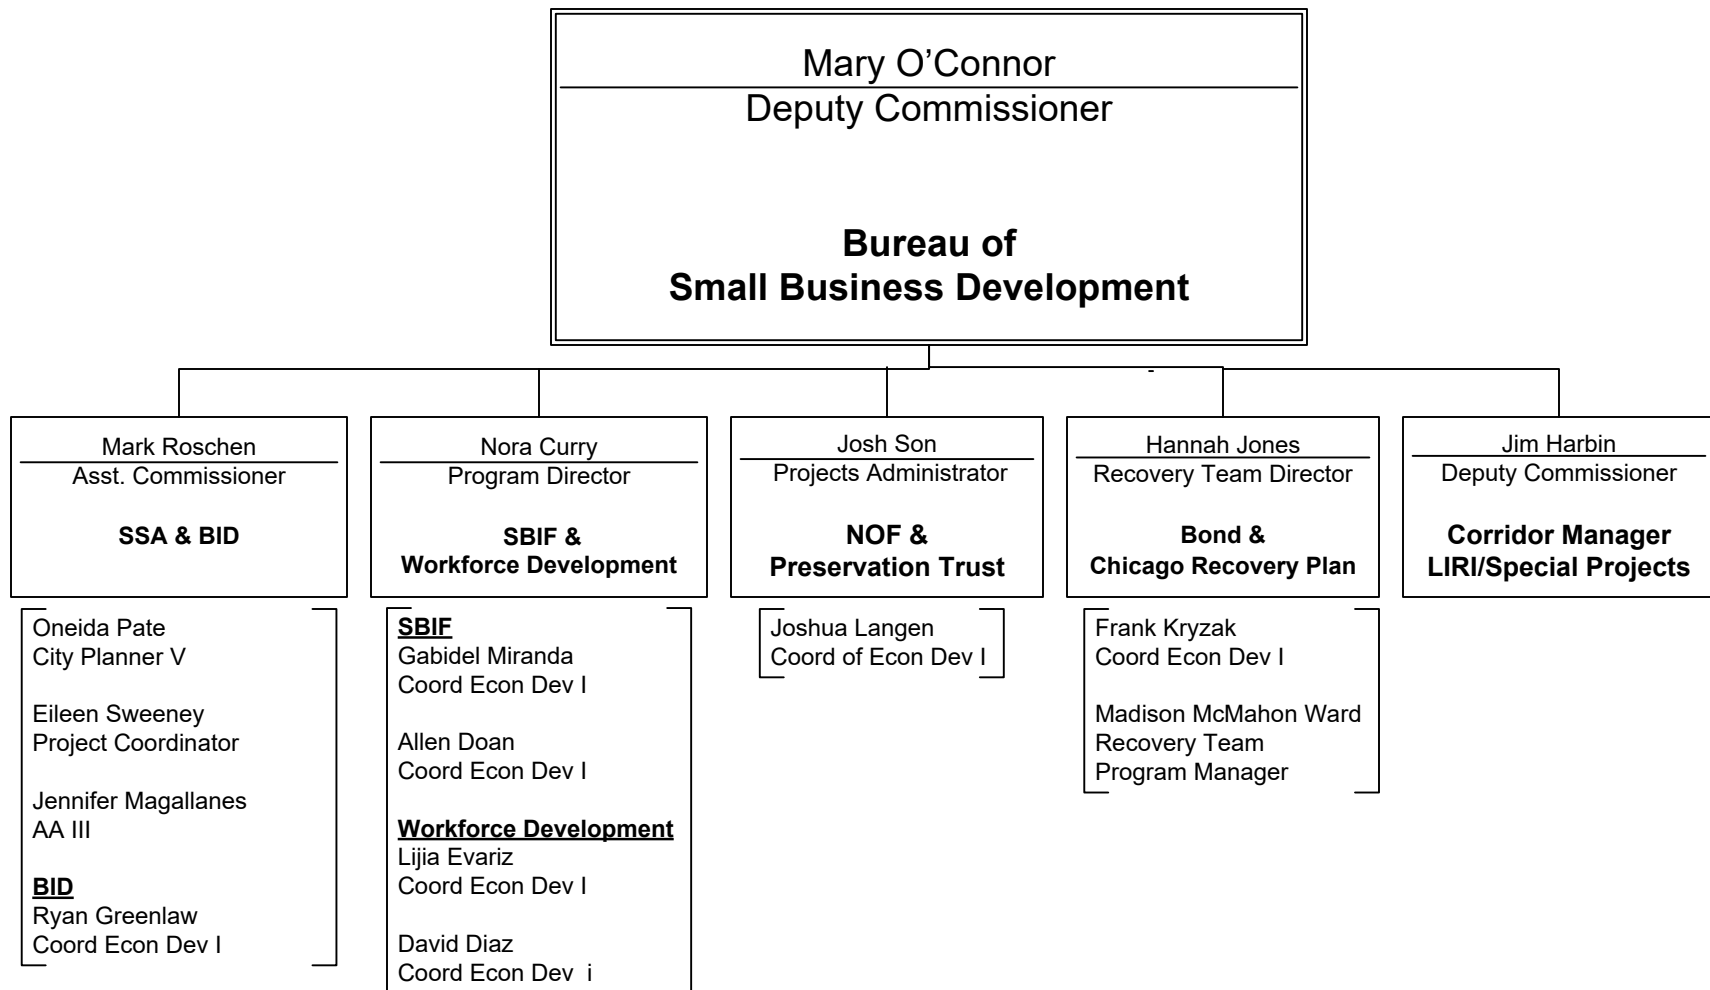 Mary O’Connor
Deputy Commissioner
Bureau of
Small Business Development
Mark Roschen
Asst. Commissioner
SSA & BID
Nora Curry
Program Director
SBIF &
Workforce Development
Josh Son
Projects Administrator
NOF &
Preservation Trust
Hannah Jones
Recovery Team Director
Bond &
Chicago Recovery Plan
Jim Harbin
Deputy Commissioner
Corridor Manager
LIRI/Special Projects
Oneida Pate
City Planner V
Eileen Sweeney
Project Coordinator
Jennifer Magallanes
AA III
BID
Ryan Greenlaw
Coord Econ Dev I
SBIF
Gabidel Miranda
Coord Econ Dev I
Allen Doan
Coord Econ Dev I
Workforce Development
Lijia Evariz
Coord Econ Dev I
David Diaz
Coord Econ Dev  i
Joshua Langen
Coord of Econ Dev I
Frank Kryzak
Coord Econ Dev I
Madison McMahon Ward
Recovery Team
Program Manager